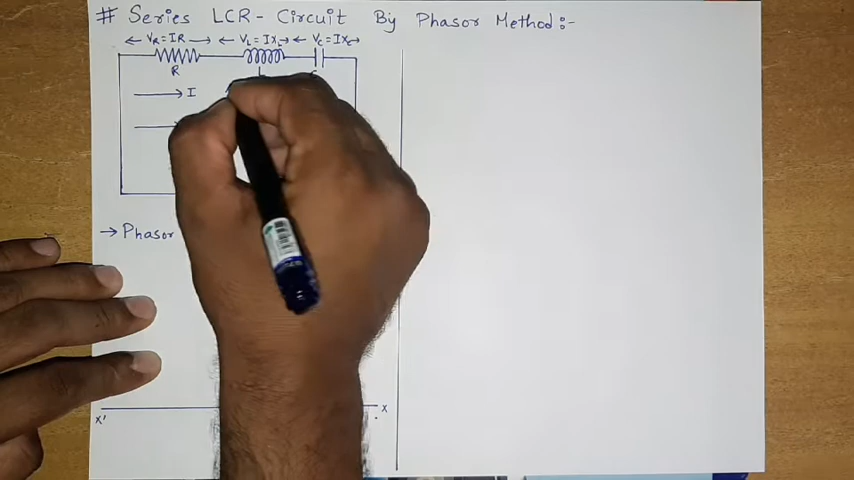 # Series LCR- Circuit By Phasor Method :-
V_R = IR V_L = IX_L V_C = IX_C
R
I
→ Phasor
X' X